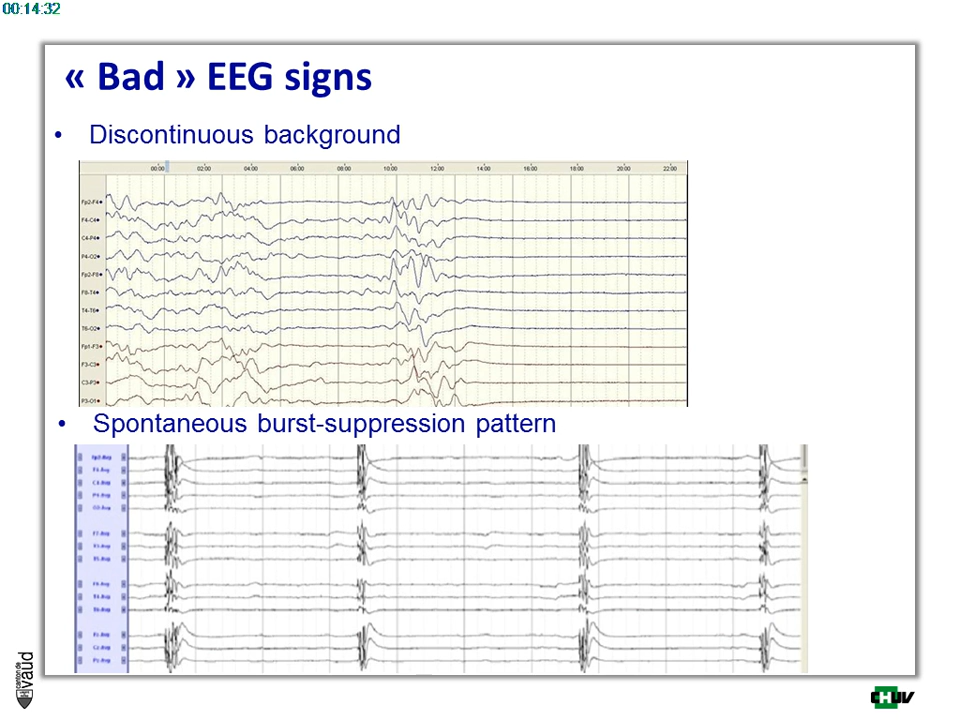 00:14:32
« Bad » EEG signs
• Discontinuous background
00:00 02:00 04:00 06:00 08:00 10:00 12:00 14:00 16:00 18:00 20:00 22:00
Fp2-F4
F4-C4
C4-P4
P4-O2
Fp2-F8
F8-T4
T4-T6
T6-O2
Fp1-F3
F3-C3
C3-P3
P3-O1
• Spontaneous burst-suppression pattern
canton de
vaud
CHUV